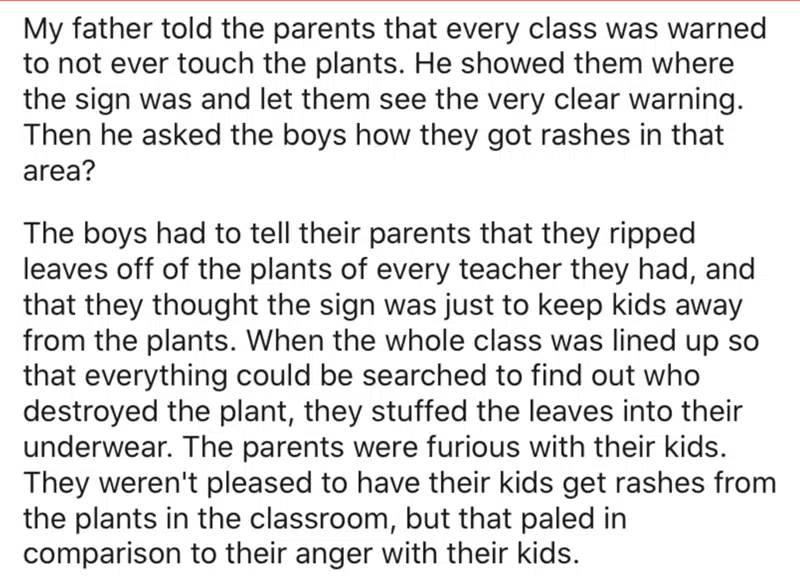 My father told the parents that every class was warned
to not ever touch the plants. He showed them where
the sign was and let them see the very clear warning.
Then he asked the boys how they got rashes in that
area?
The boys had to tell their parents that they ripped
leaves off of the plants of every teacher they had, and
that they thought the sign was just to keep kids away
from the plants. When the whole class was lined up so
that everything could be searched to find out who
destroyed the plant, they stuffed the leaves into their
underwear. The parents were furious with their kids.
They weren't pleased to have their kids get rashes from
the plants in the classroom, but that paled in
comparison to their anger with their kids.